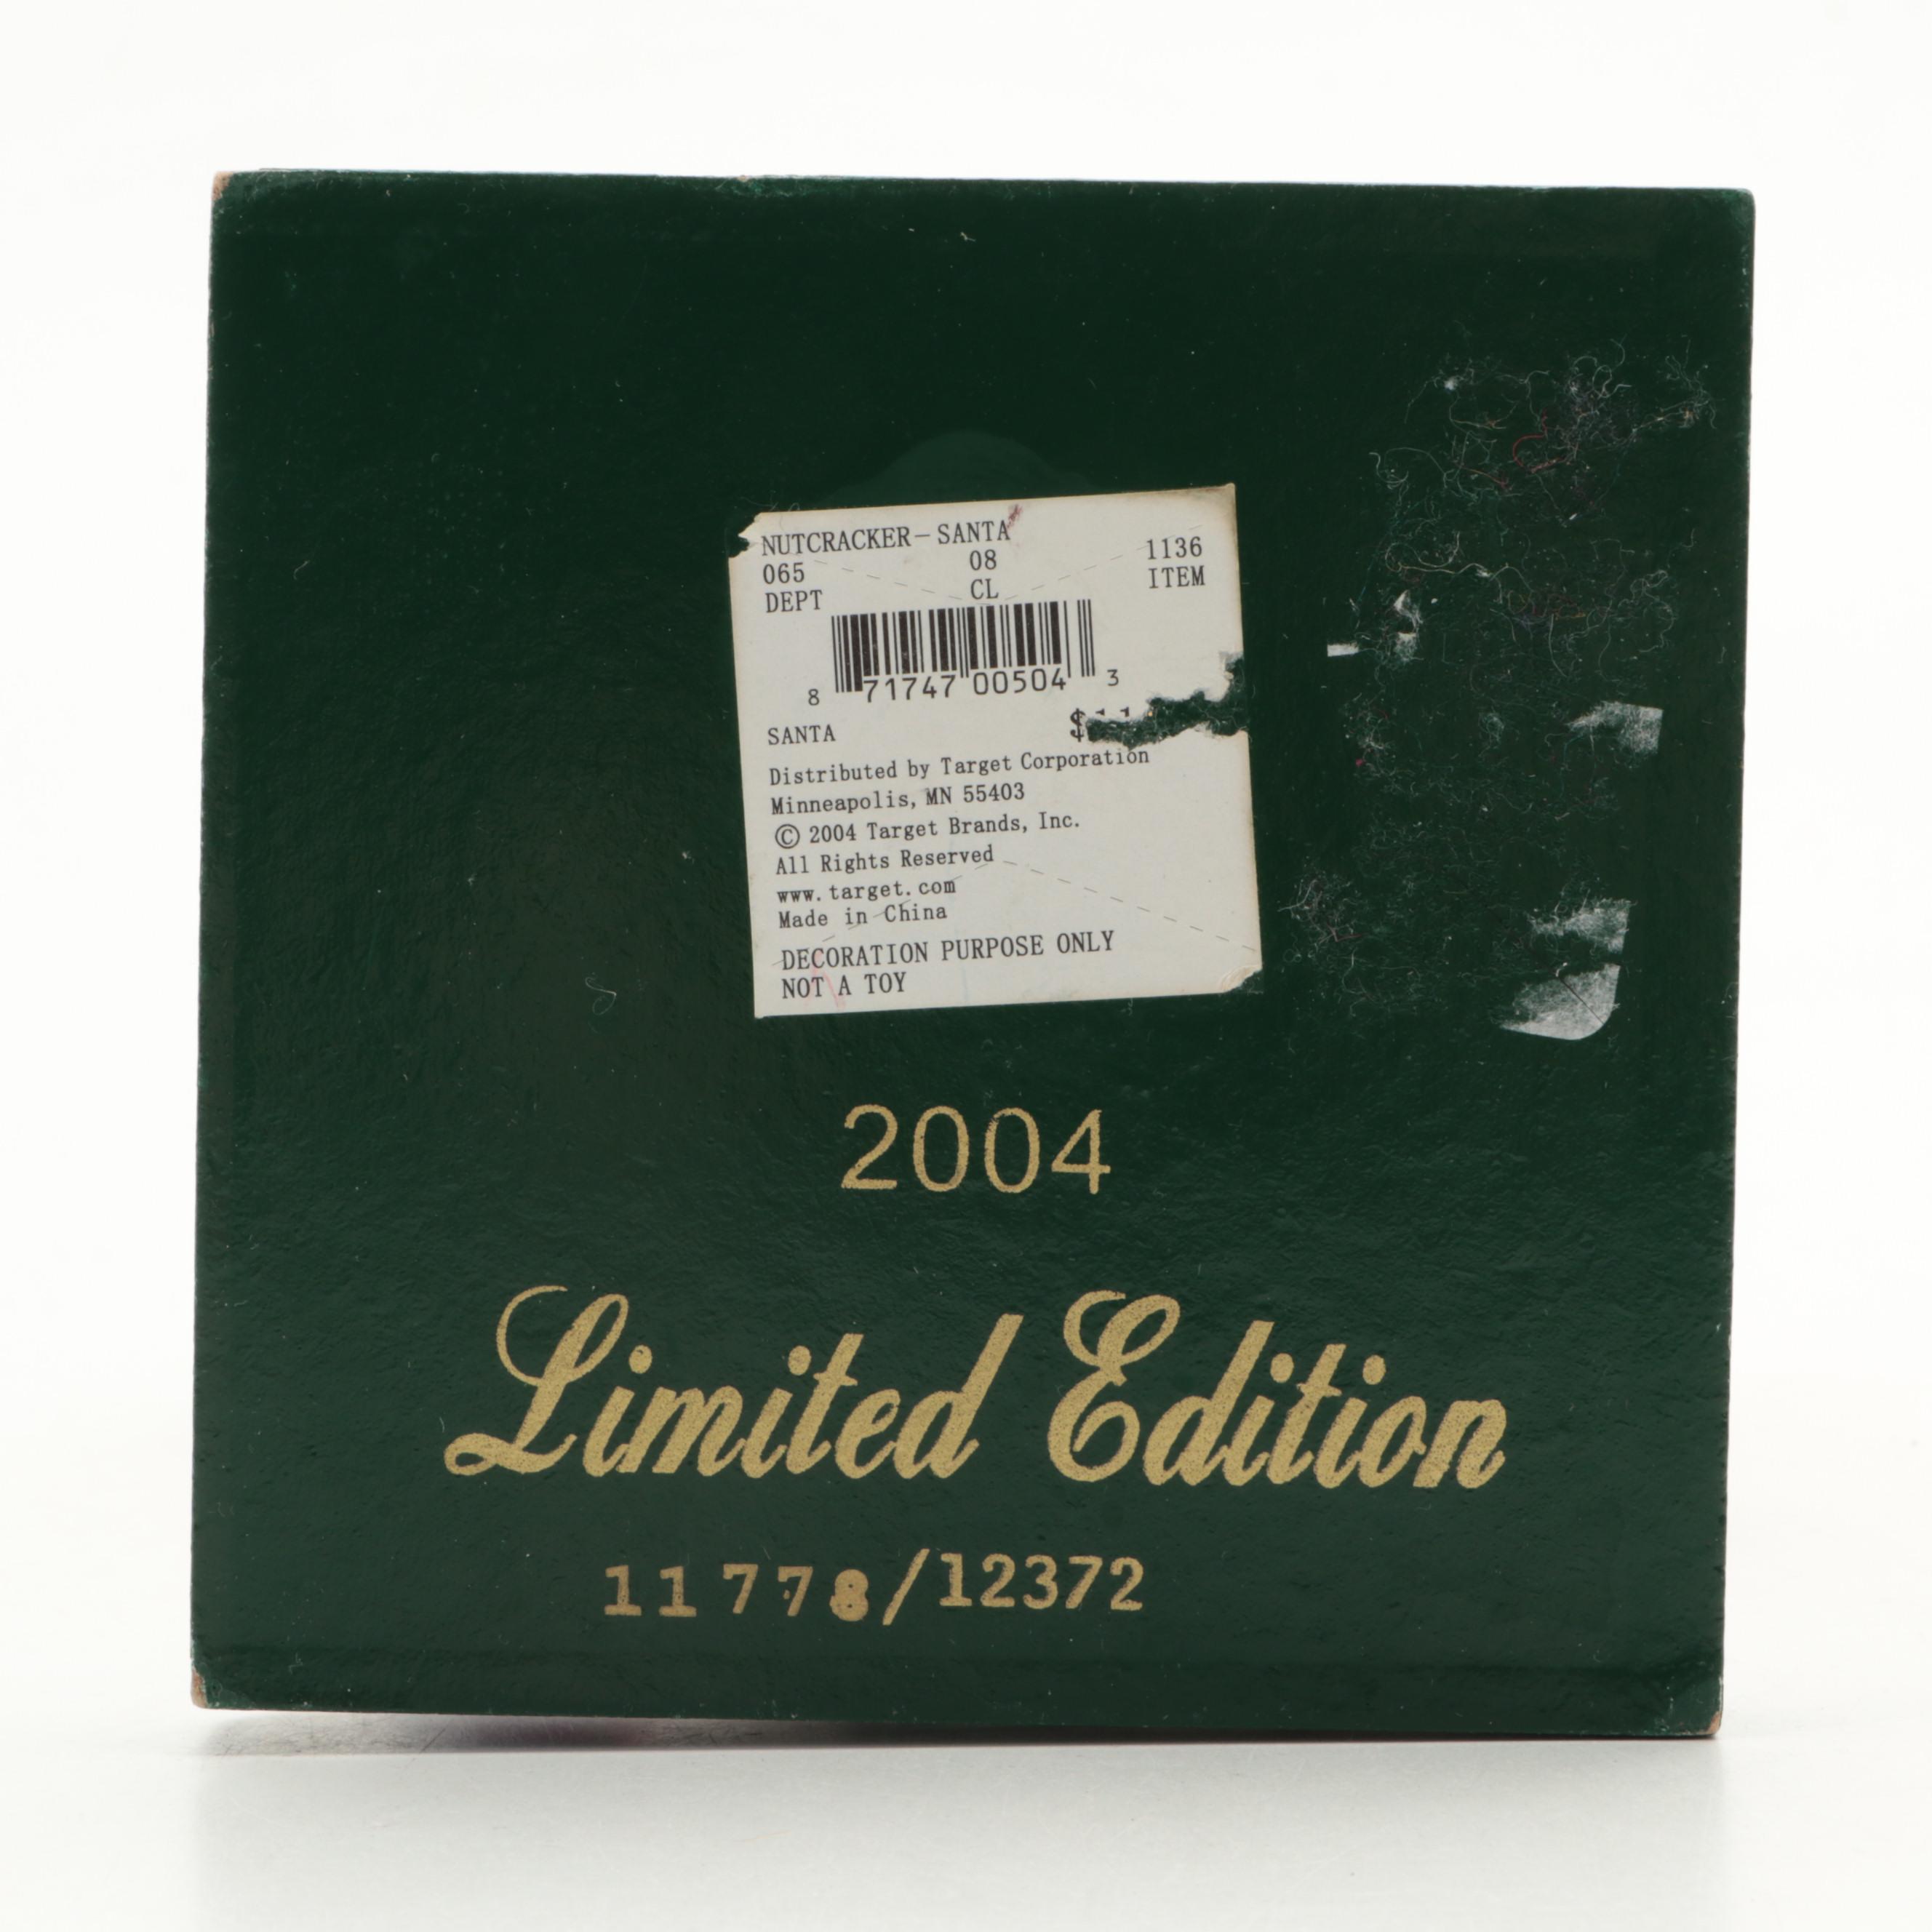 NUTCRACKER-SANTA
065 08 1136
DEPT CL ITEM
8 71747 00504 3
SANTA
Distributed by Target Corporation
Minneapolis, MN 55403
© 2004 Target Brands, Inc.
All Rights Reserved
www.target.com
Made in China
DECORATION PURPOSE ONLY
NOT A TOY
2004
Limited Edition
11778/12372